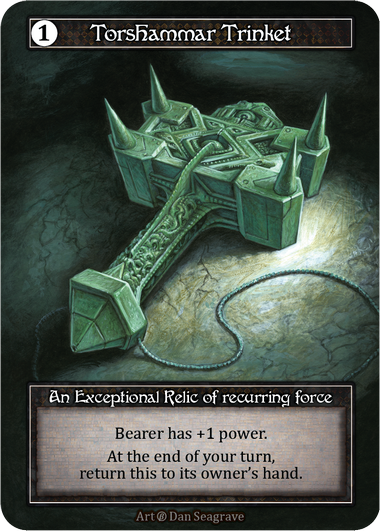 1
Torshammar Trinket
An Exceptional Relic of recurring force
Bearer has +1 power.
At the end of your turn,
return this to its owner's hand.
Art @ Dan Seagrave